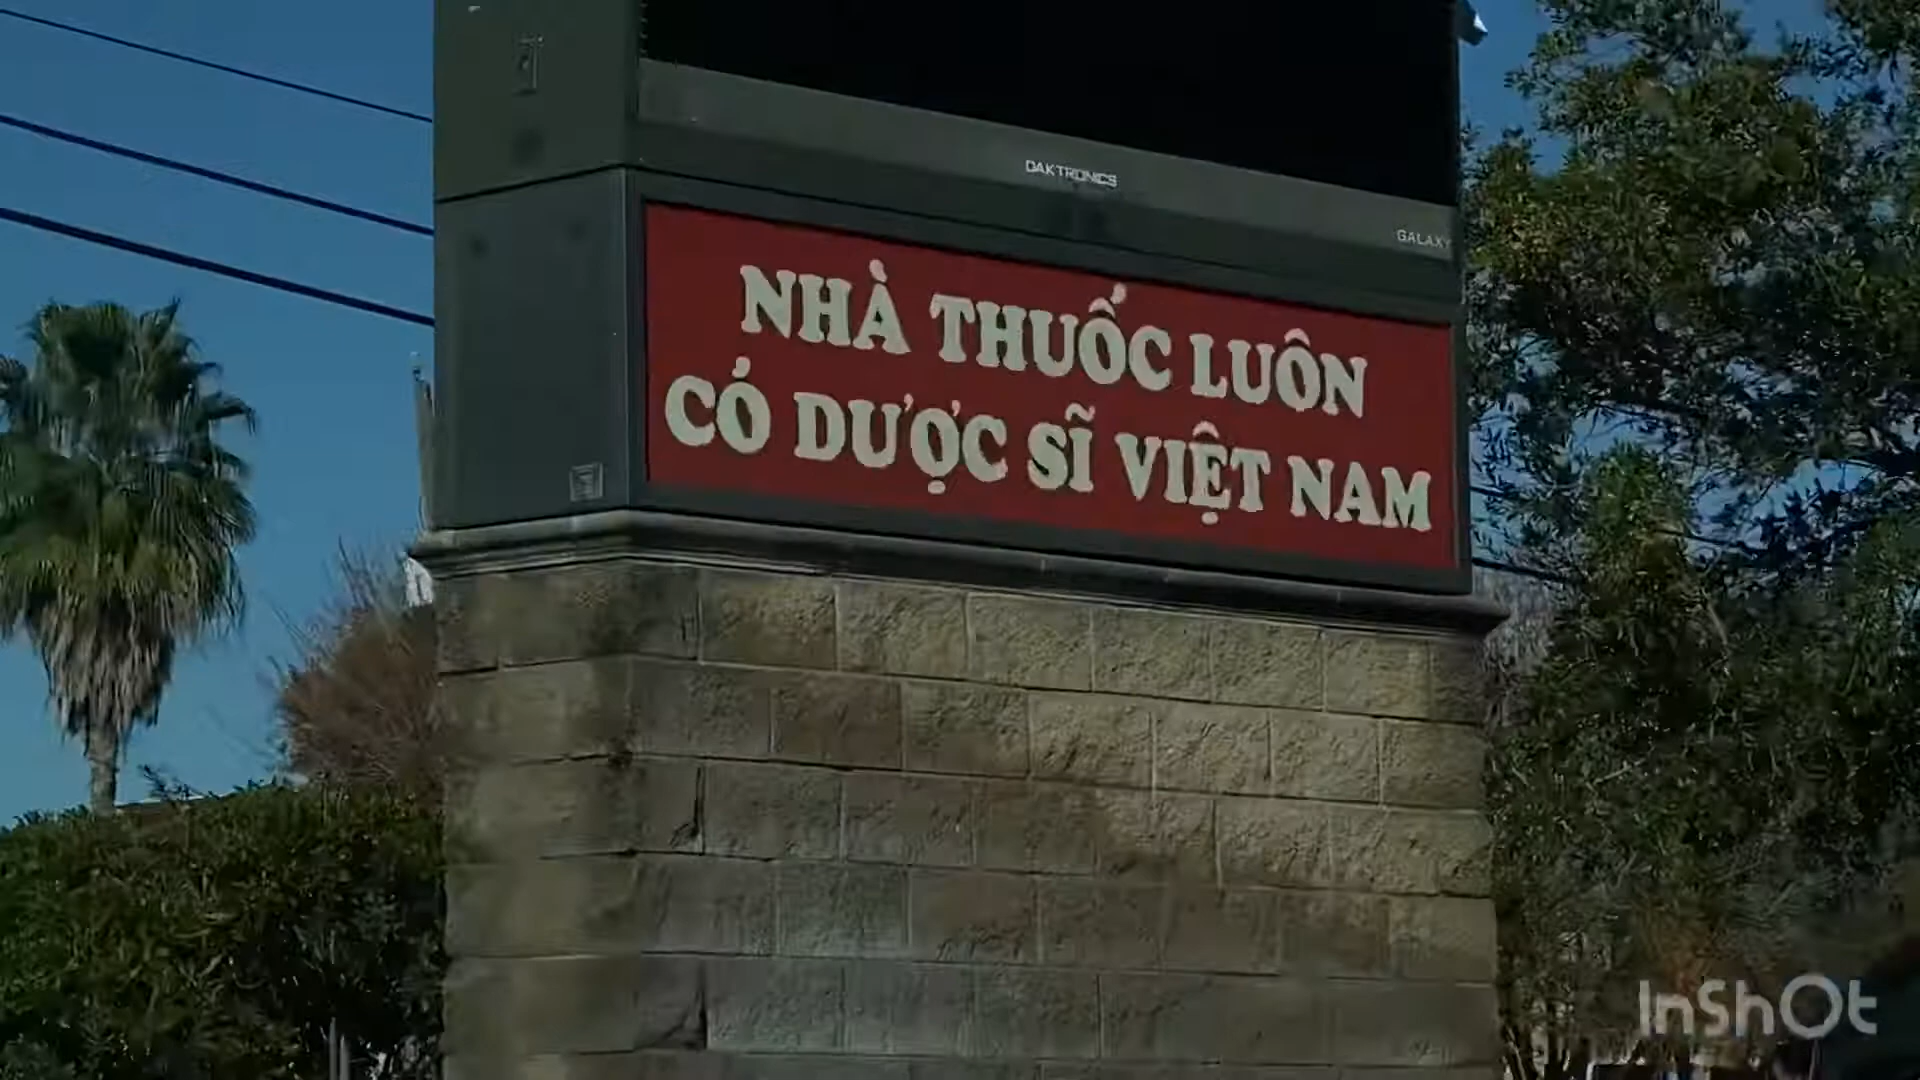 DAKTRONICS
GALAXY
NHÀ THUỐC LUÔN
CÓ DƯỢC SĨ VIỆT NAM
InShOt